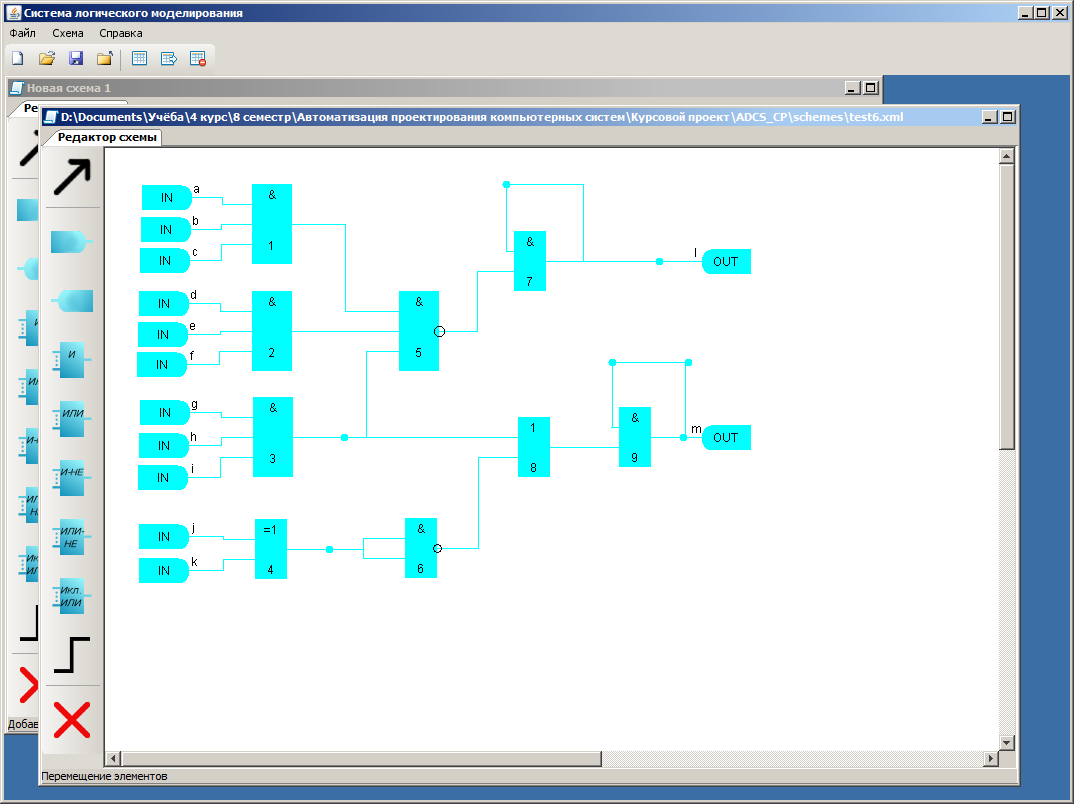 Система логического моделирования
Файл Схема Справка
Новая схема 1
D:\Documents\Учёба\4 курс\8 семестр\Автоматизация проектирования компьютерных систем\Курсовой проект\ADCS_CP\schemes\test6.xml
Редактор схемы
И
ИЛИ
И-НЕ
ИЛИ-
НЕ
Икл.
ИЛИ
IN a
IN b
IN c
&
1
IN d
IN e
IN f
&
2
IN g
IN h
IN i
&
3
IN j
IN k
=1
4
&
5
&
6
&
7
1
8
&
9
l OUT
m OUT
Добав
Перемещение элементов